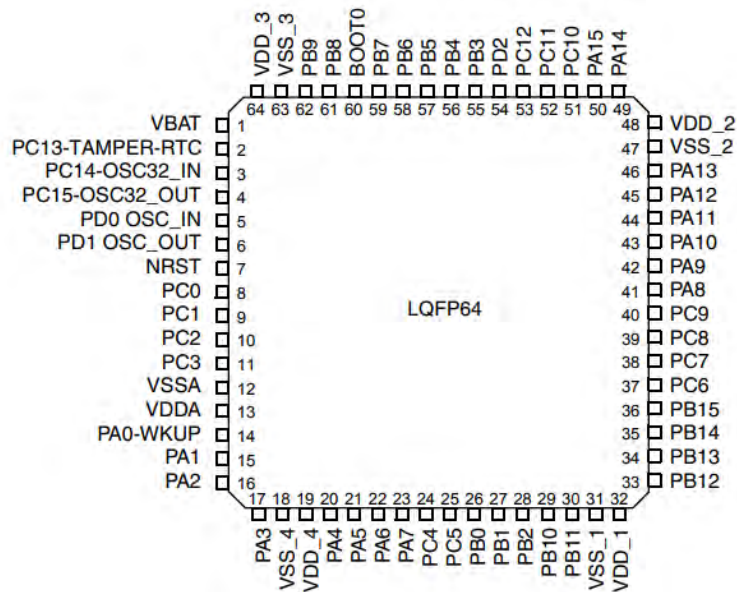 VDD_3
VSS_3
PB9
PB8
BOOT0
PB7
PB6
PB5
PB4
PB3
PD2
PC12
PC11
PC10
PA15
PA14
64 63 62 61 60 59 58 57 56 55 54 53 52 51 50 49
VBAT 1
PC13-TAMPER-RTC 2
PC14-OSC32_IN 3
PC15-OSC32_OUT 4
PD0 OSC_IN 5
PD1 OSC_OUT 6
NRST 7
PC0 8
PC1 9
PC2 10
PC3 11
VSSA 12
VDDA 13
PA0-WKUP 14
PA1 15
PA2 16
LQFP64
48 VDD_2
47 VSS_2
46 PA13
45 PA12
44 PA11
43 PA10
42 PA9
41 PA8
40 PC9
39 PC8
38 PC7
37 PC6
36 PB15
35 PB14
34 PB13
33 PB12
17 18 19 20 21 22 23 24 25 26 27 28 29 30 31 32
PA3
VSS_4
VDD_4
PA4
PA5
PA6
PA7
PC4
PC5
PB0
PB1
PB2
PB10
PB11
VSS_1
VDD_1